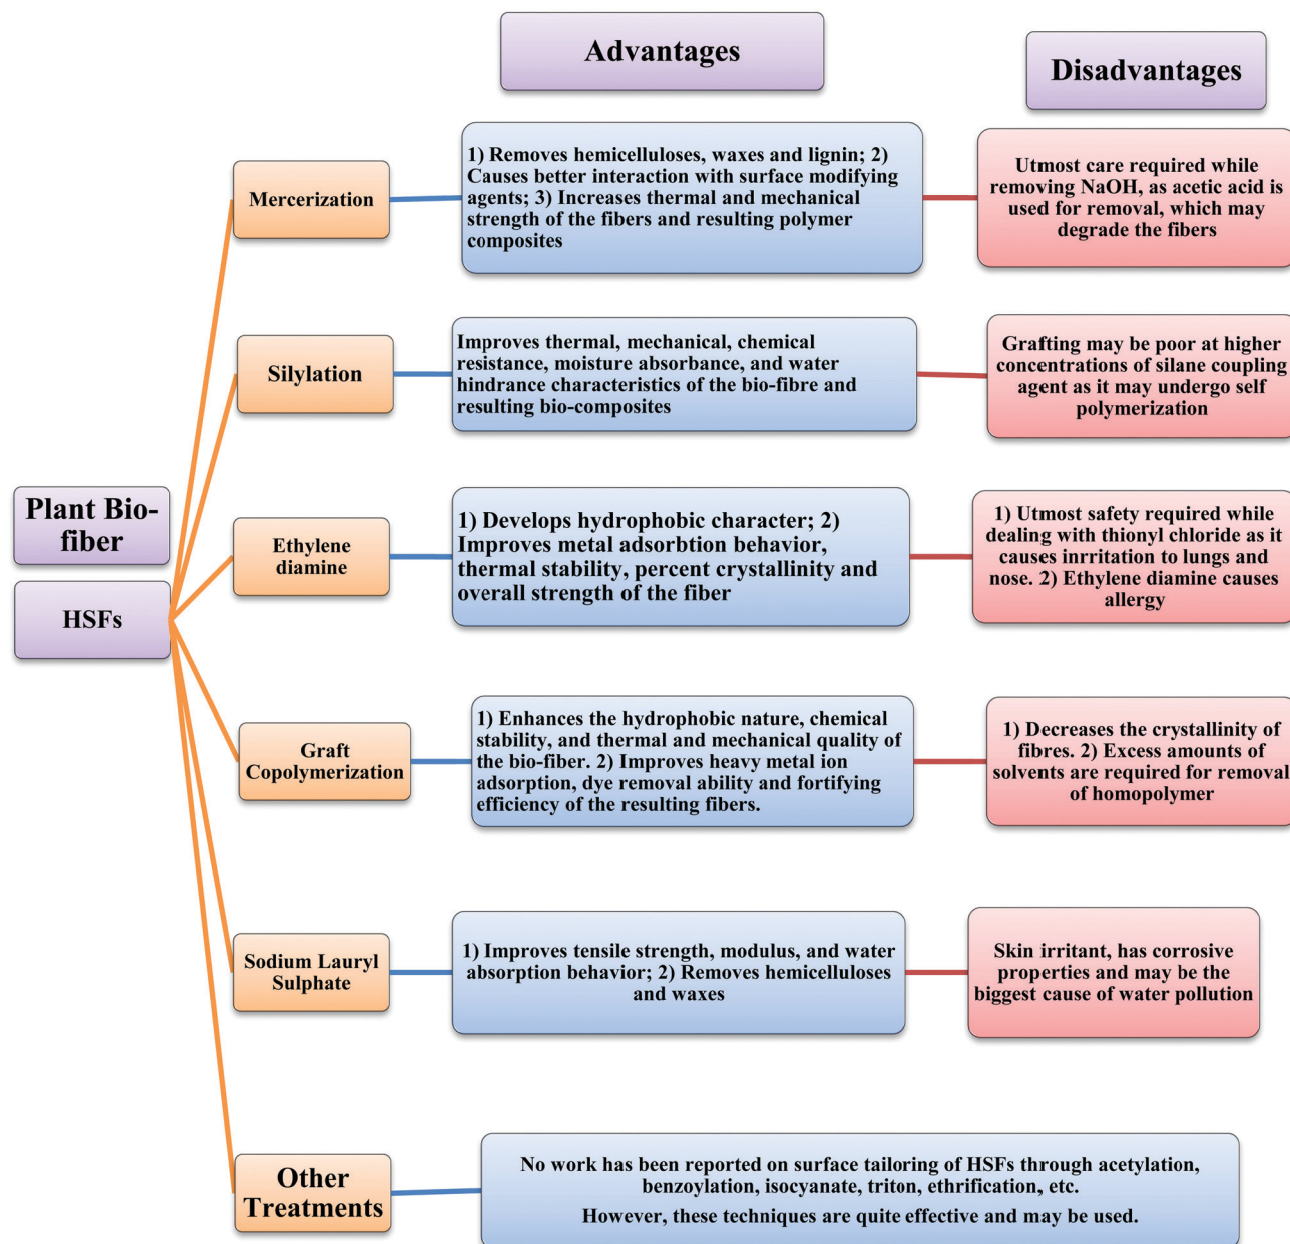 Advantages
Disadvantages
Plant Bio-
fiber
HSFs
Mercerization
1) Removes hemicelluloses, waxes and lignin; 2)
Causes better interaction with surface modifying
agents; 3) Increases thermal and mechanical
strength of the fibers and resulting polymer
composites
Utmost care required while
removing NaOH, as acetic acid is
used for removal, which may
degrade the fibers
Silylation
Improves thermal, mechanical, chemical
resistance, moisture absorbance, and water
hindrance characteristics of the bio-fibre and
resulting bio-composites
Grafting may be poor at higher
concentrations of silane coupling
agent as it may undergo self
polymerization
Ethylene
diamine
1) Develops hydrophobic character; 2)
Improves metal adsorbtion behavior,
thermal stability, percent crystallinity and
overall strength of the fiber
1) Utmost safety required while
dealing with thionyl chloride as it
causes inrritation to lungs and
nose. 2) Ethylene diamine causes
allergy
Graft
Copolymerization
1) Enhances the hydrophobic nature, chemical
stability, and thermal and mechanical quality of
the bio-fiber. 2) Improves heavy metal ion
adsorption, dye removal ability and fortifying
efficiency of the resulting fibers.
1) Decreases the crystallinity of
fibres. 2) Excess amounts of
solvents are required for removal
of homopolymer
Sodium Lauryl
Sulphate
1) Improves tensile strength, modulus, and water
absorption behavior; 2) Removes hemicelluloses
and waxes
Skin irritant, has corrosive
properties and may be the
biggest cause of water pollution
Other
Treatments
No work has been reported on surface tailoring of HSFs through acetylation,
benzoylation, isocyanate, triton, ethrification, etc.
However, these techniques are quite effective and may be used.